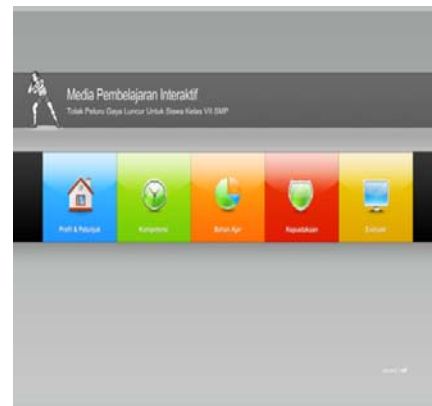 Media Pembelajaran Interaktif
Tolak Peluru Gaya Luncur Untuk Siswa Kelas VII SMP
Profil & Petunjuk
Kompetensi
Bahan Ajar
Kepustakaan
Evaluasi